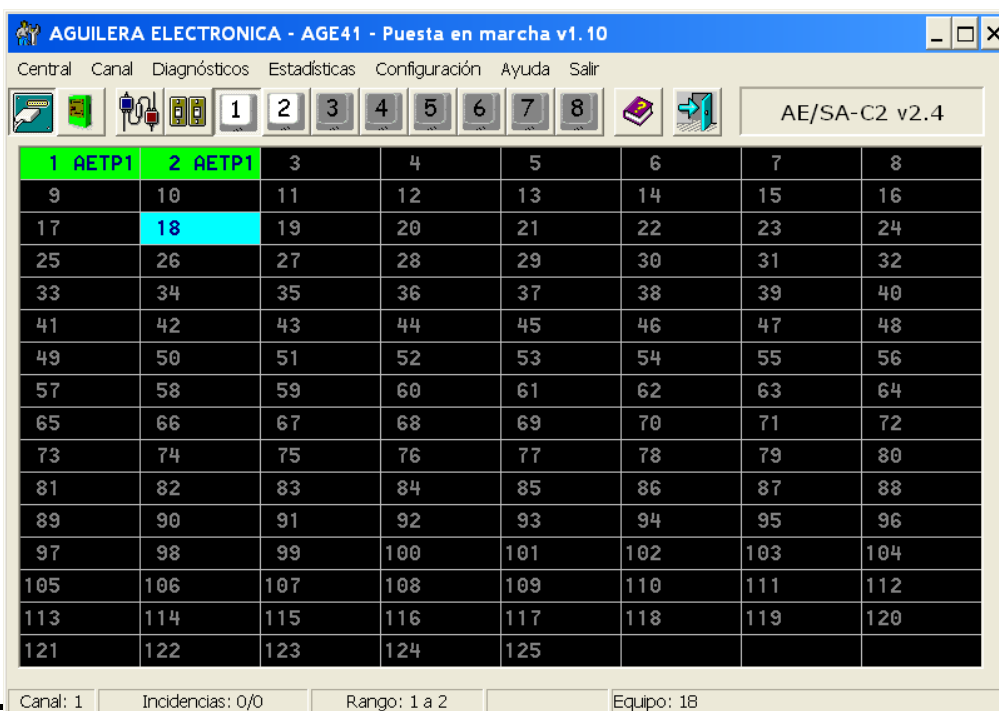 AGUILERA ELECTRONICA - AGE41 - Puesta en marcha v1.10
Central Canal Diagnósticos Estadísticas Configuración Ayuda Salir
1 2 3 4 5 6 7 8 AE/SA-C2 v2.4
1 AETP1 2 AETP1 3 4 5 6 7 8
9 10 11 12 13 14 15 16
17 18 19 20 21 22 23 24
25 26 27 28 29 30 31 32
33 34 35 36 37 38 39 40
41 42 43 44 45 46 47 48
49 50 51 52 53 54 55 56
57 58 59 60 61 62 63 64
65 66 67 68 69 70 71 72
73 74 75 76 77 78 79 80
81 82 83 84 85 86 87 88
89 90 91 92 93 94 95 96
97 98 99 100 101 102 103 104
105 106 107 108 109 110 111 112
113 114 115 116 117 118 119 120
121 122 123 124 125
Canal: 1 Incidencias: 0/0 Rango: 1 a 2 Equipo: 18